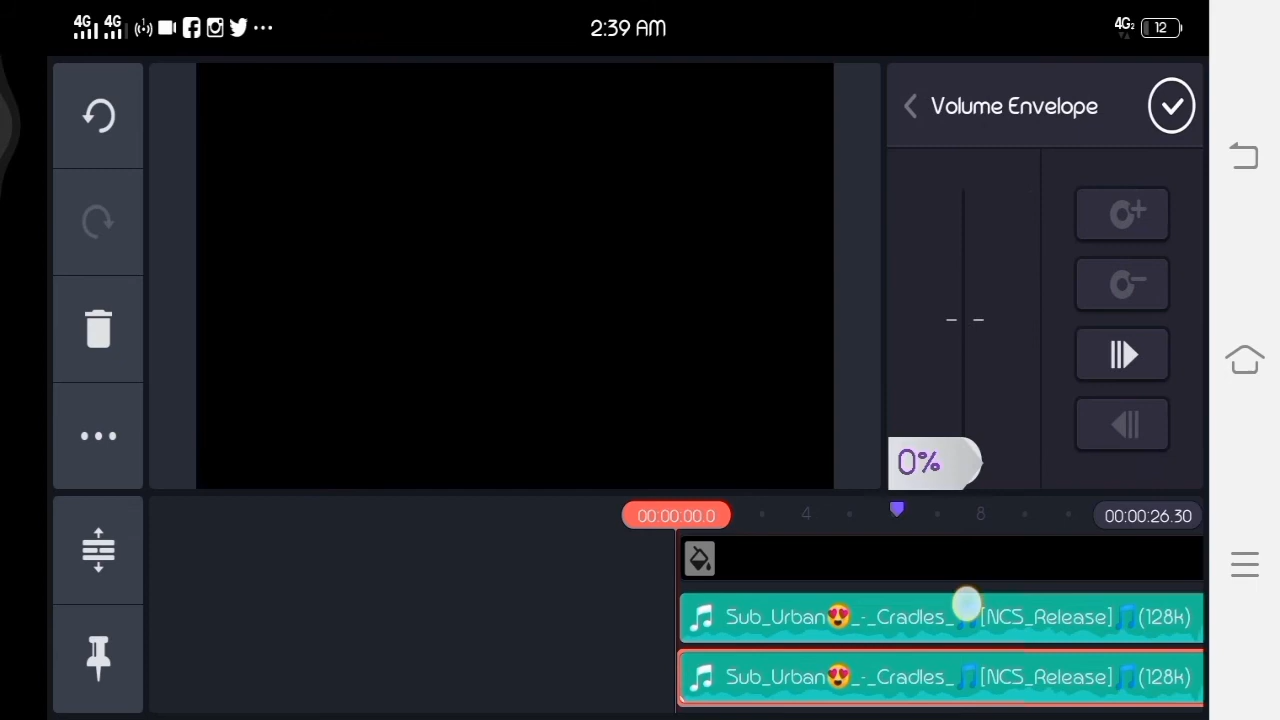 4G 4G 2:39 AM 4G2 12
Volume Envelope
0%
00:00:00.0 4 8 00:00:26.30
Sub_Urban😍_-_Cradles_🎵[NCS_Release]🎵(128k)
Sub_Urban😍_-_Cradles_🎵[NCS_Release]🎵(128k)